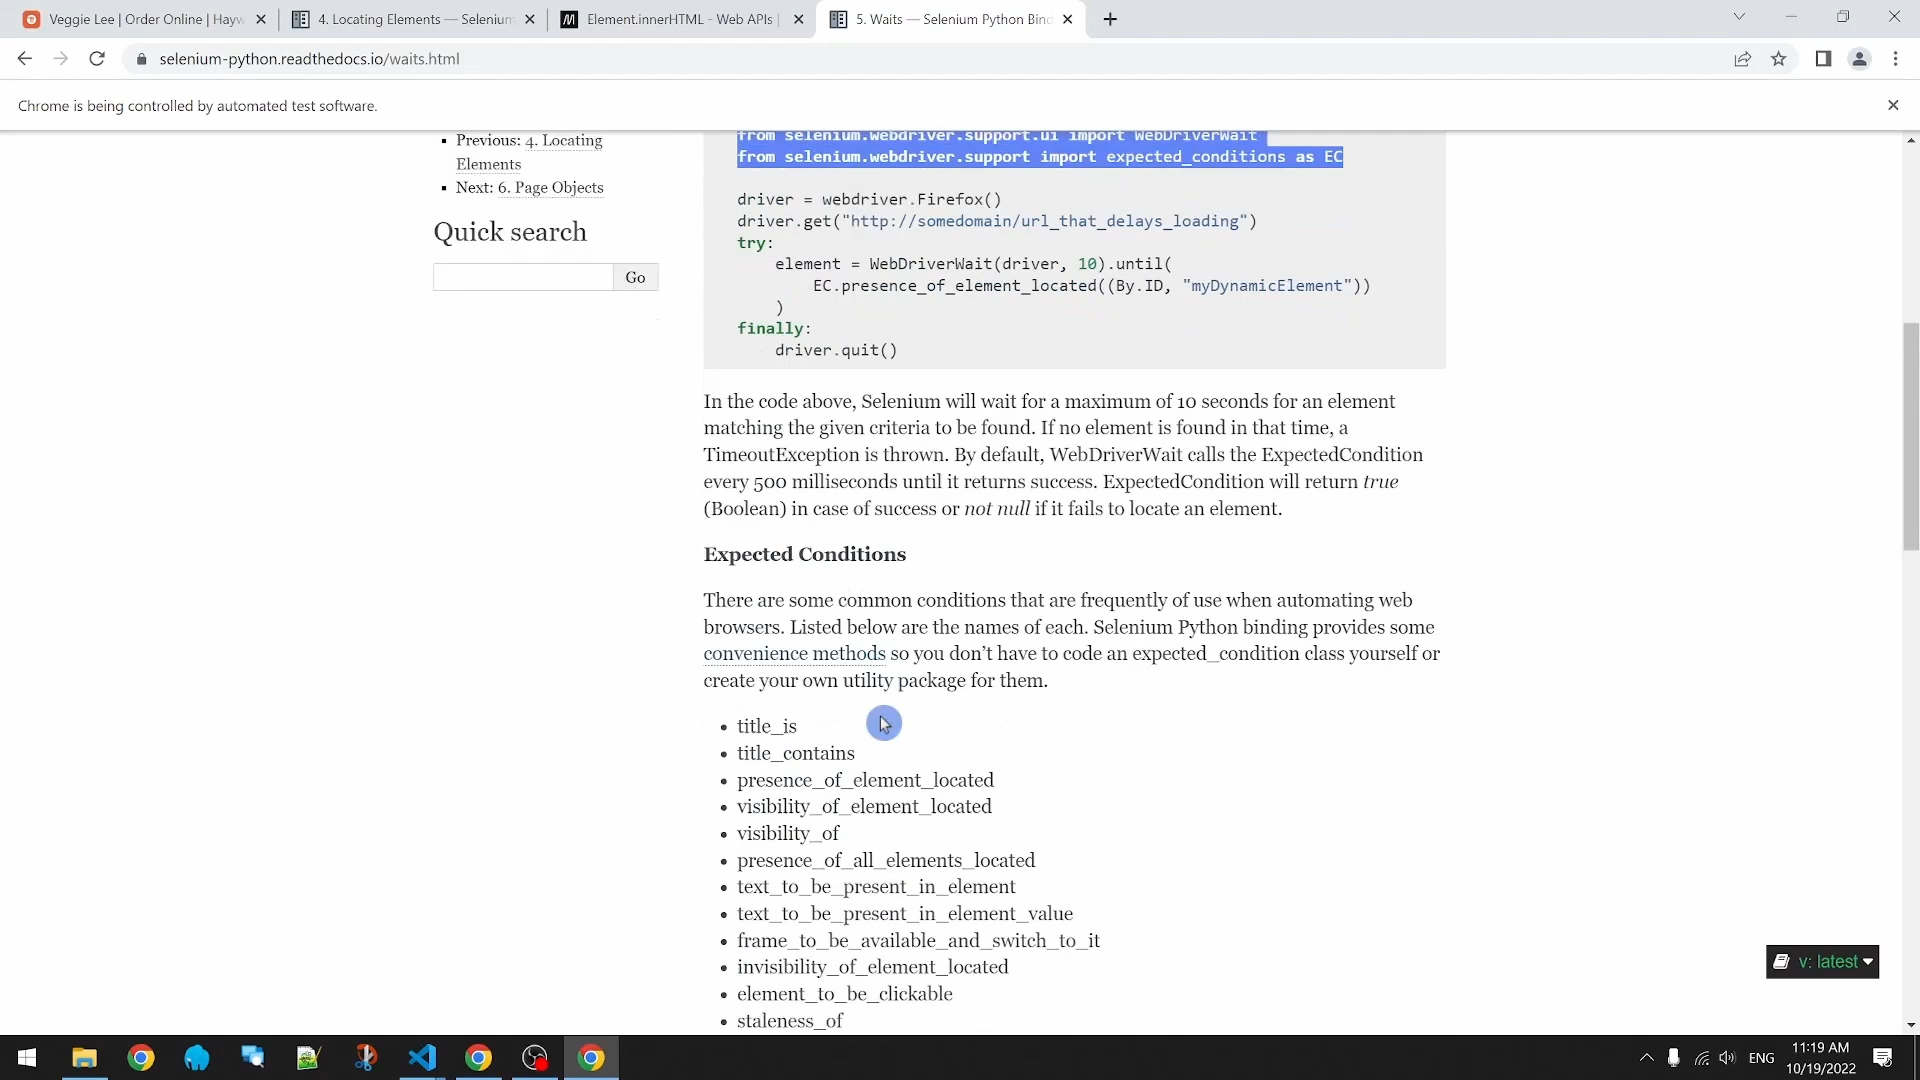 Veggie Lee | Order Online | Hayw
4. Locating Elements — Selenium
Element.innerHTML - Web APIs |
5. Waits — Selenium Python Bind
selenium-python.readthedocs.io/waits.html
Chrome is being controlled by automated test software.
Previous: 4. Locating
Elements
Next: 6. Page Objects
Quick search
Go
from selenium.webdriver.support.ui import WebDriverWait
from selenium.webdriver.support import expected_conditions as EC
driver = webdriver.Firefox()
driver.get("http://somedomain/url_that_delays_loading")
try:
element = WebDriverWait(driver, 10).until(
EC.presence_of_element_located((By.ID, "myDynamicElement"))
)
finally:
driver.quit()
In the code above, Selenium will wait for a maximum of 10 seconds for an element
matching the given criteria to be found. If no element is found in that time, a
TimeoutException is thrown. By default, WebDriverWait calls the ExpectedCondition
every 500 milliseconds until it returns success. ExpectedCondition will return true
(Boolean) in case of success or not null if it fails to locate an element.
Expected Conditions
There are some common conditions that are frequently of use when automating web
browsers. Listed below are the names of each. Selenium Python binding provides some
convenience methods so you don’t have to code an expected_condition class yourself or
create your own utility package for them.
title_is
title_contains
presence_of_element_located
visibility_of_element_located
visibility_of
presence_of_all_elements_located
text_to_be_present_in_element
text_to_be_present_in_element_value
frame_to_be_available_and_switch_to_it
invisibility_of_element_located
element_to_be_clickable
staleness_of
v: latest
ENG
11:19 AM
10/19/2022